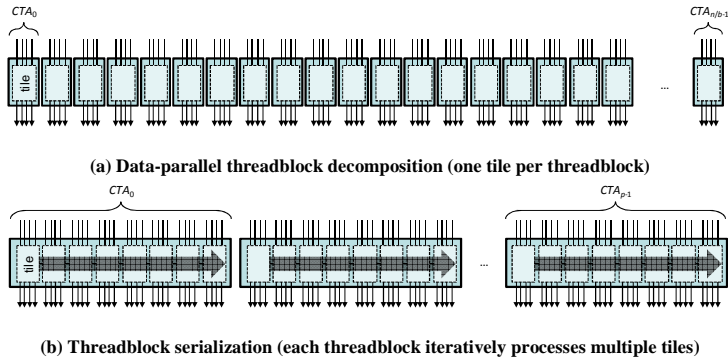 CTA0 CTAn/b-1
tile
...
(a) Data-parallel threadblock decomposition (one tile per threadblock)
CTA0 CTAp-1
tile
...
(b) Threadblock serialization (each threadblock iteratively processes multiple tiles)